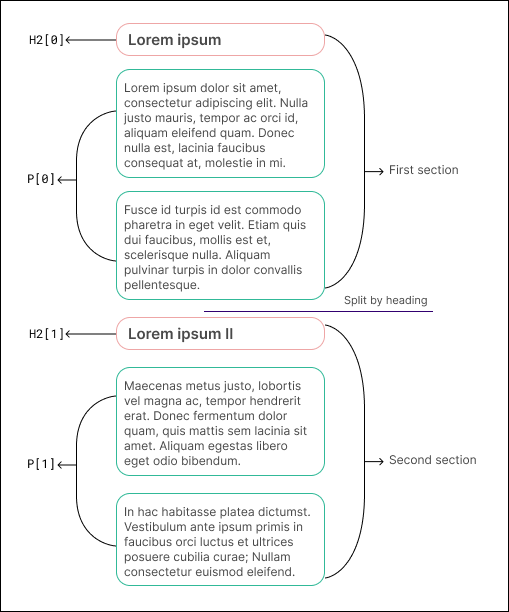 H2[0]
Lorem ipsum
Lorem ipsum dolor sit amet,
consectetur adipiscing elit. Nulla
justo mauris, tempor ac orci id,
aliquam eleifend quam. Donec
nulla est, lacinia faucibus
consequat at, molestie in mi.
P[0]
First section
Fusce id turpis id est commodo
pharetra in eget velit. Etiam quis
dui faucibus, mollis est et,
scelerisque nulla. Aliquam
pulvinar turpis in dolor convallis
pellentesque.
Split by heading
H2[1]
Lorem ipsum II
Maecenas metus justo, lobortis
vel magna ac, tempor hendrerit
erat. Donec fermentum dolor
quam, quis mattis sem lacinia sit
amet. Aliquam egestas libero
eget odio bibendum.
P[1]
Second section
In hac habitasse platea dictumst.
Vestibulum ante ipsum primis in
faucibus orci luctus et ultrices
posuere cubilia curae; Nullam
consectetur euismod eleifend.